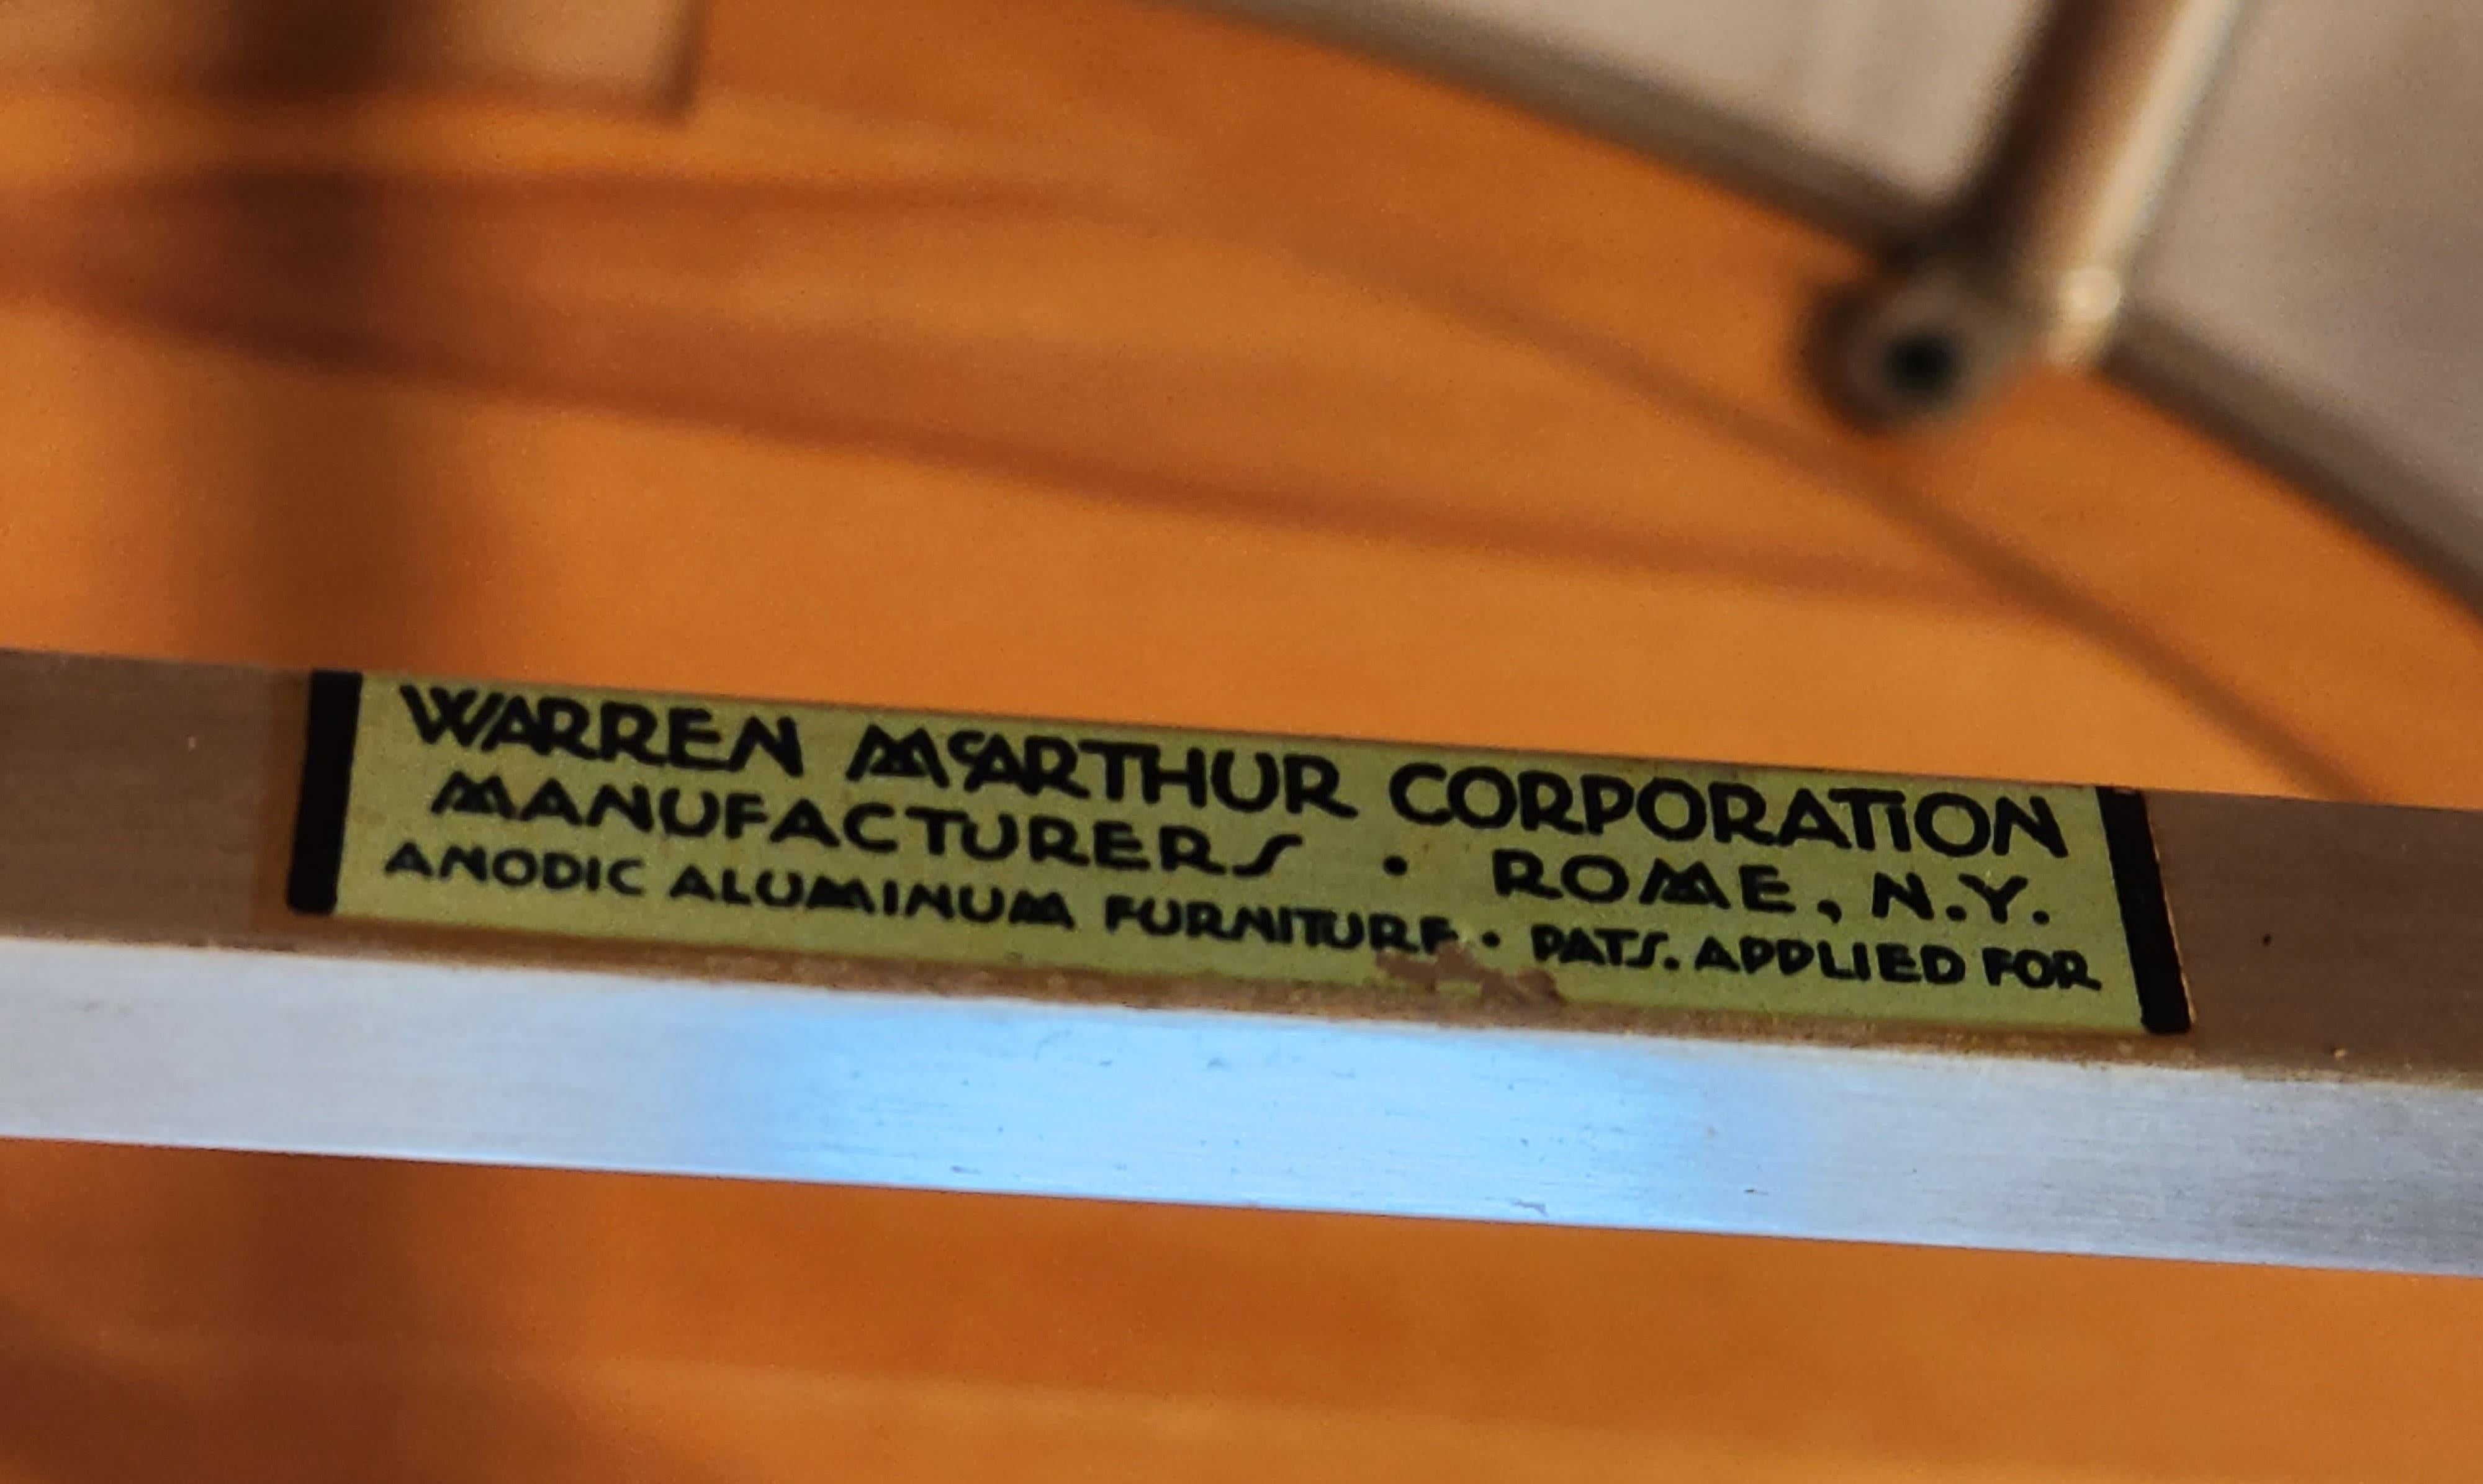 WARREN McARTHUR CORPORATION
MANUFACTURERS • ROME, N.Y.
ANODIC ALUMINUM FURNITURE • PATS. APPLIED FOR